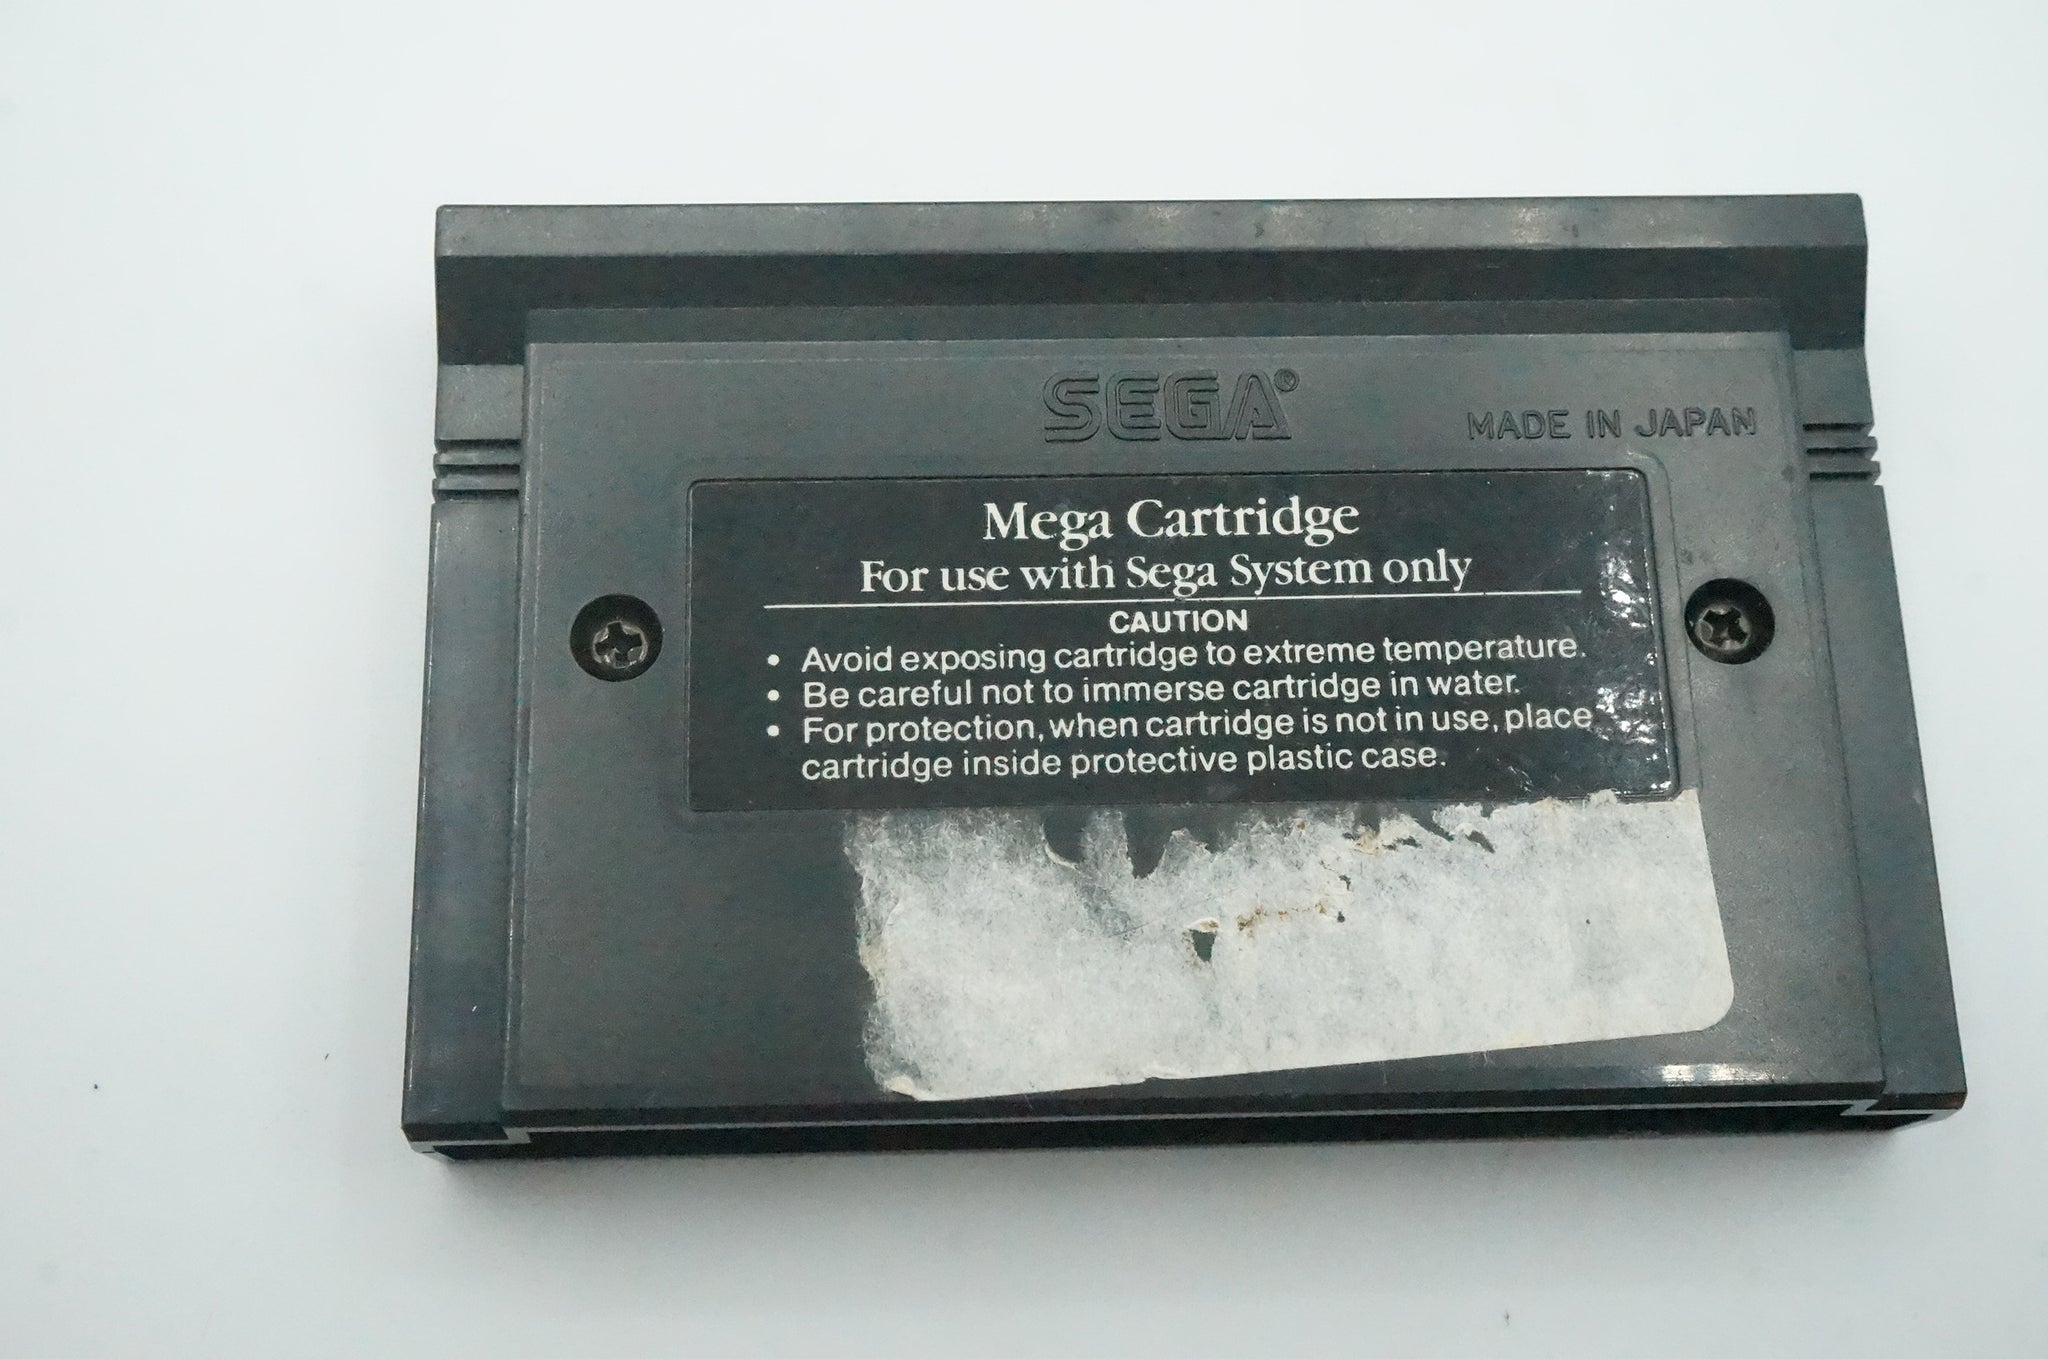 SEGA®
MADE IN JAPAN
Mega Cartridge
For use with Sega System only
CAUTION
• Avoid exposing cartridge to extreme temperature.
• Be careful not to immerse cartridge in water.
• For protection, when cartridge is not in use, place
cartridge inside protective plastic case.